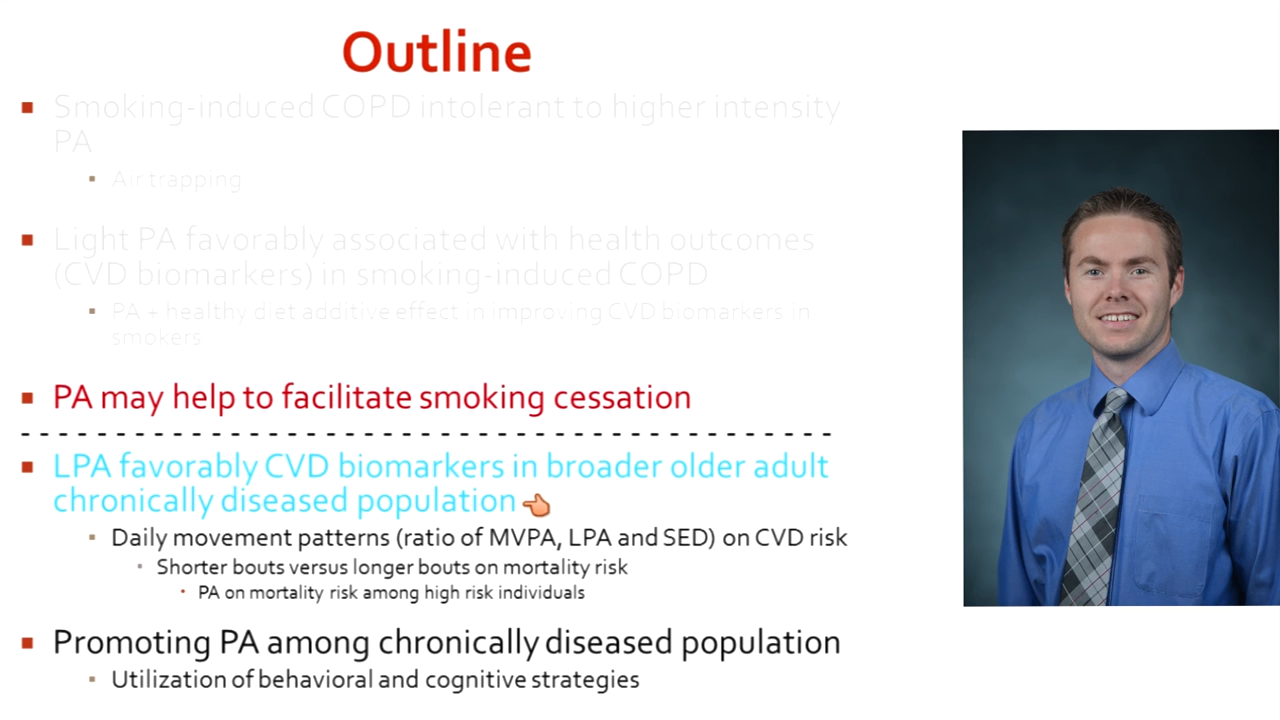 Outline
Smoking-induced COPD intolerant to higher intensity
PA
Air trapping
Light PA favorably associated with health outcomes
(CVD biomarkers) in smoking-induced COPD
PA + healthy diet additive effect in improving CVD biomarkers in
smokers
PA may help to facilitate smoking cessation
LPA favorably CVD biomarkers in broader older adult
chronically diseased population
Daily movement patterns (ratio of MVPA, LPA and SED) on CVD risk
Shorter bouts versus longer bouts on mortality risk
PA on mortality risk among high risk individuals
Promoting PA among chronically diseased population
Utilization of behavioral and cognitive strategies